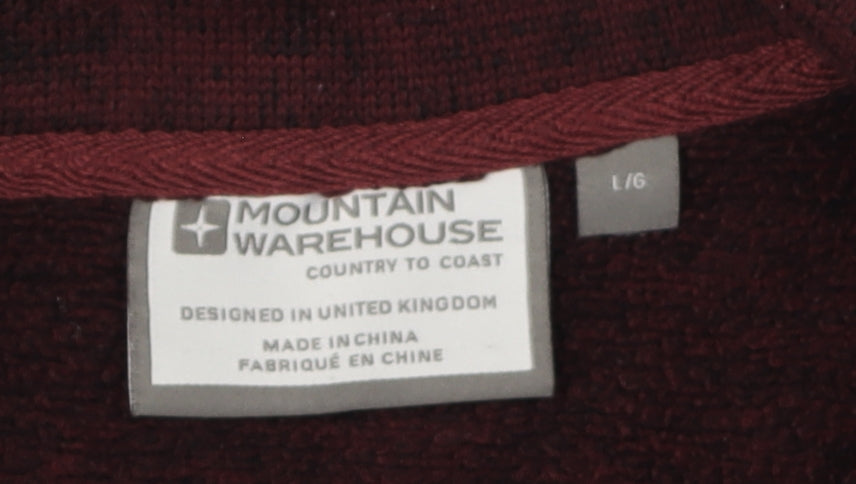 MOUNTAIN
WAREHOUSE
COUNTRY TO COAST
DESIGNED IN UNITED KINGDOM
MADE IN CHINA
FABRIQUÉ EN CHINE
L/G